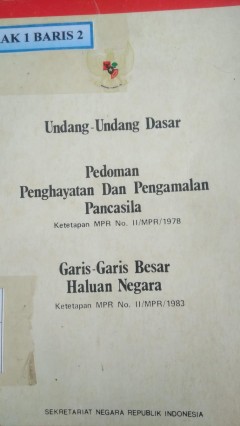 AK 1 BARIS 2
Undang-Undang Dasar
Pedoman
Penghayatan Dan Pengamalan
Pancasila
Ketetapan MPR No. II/MPR/1978
Garis-Garis Besar
Haluan Negara
Ketetapan MPR No. II/MPR/1983
SEKRETARIAT NEGARA REPUBLIK INDONESIA